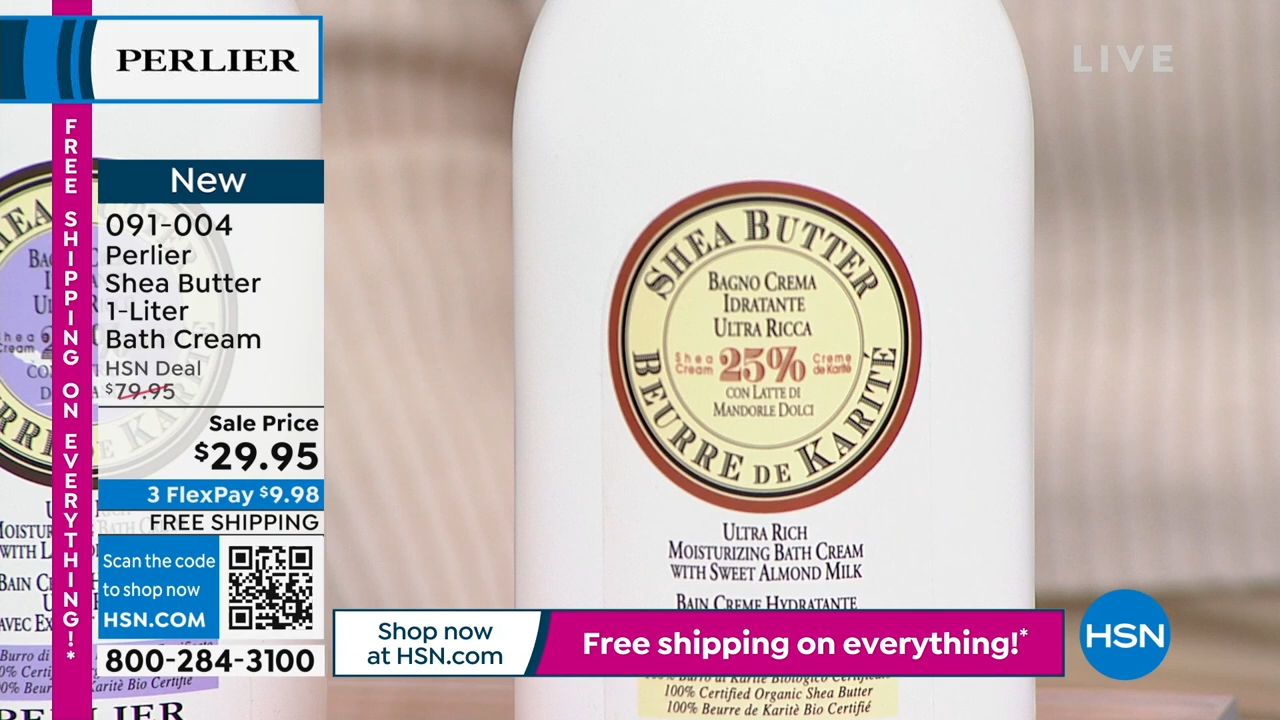 PERLIER
LIVE
FREE SHIPPING ON EVERYTHING!*
New
091-004
Perlier
Shea Butter
1-Liter
Bath Cream
HSN Deal
$79.95
Sale Price
$29.95
3 FlexPay $9.98
FREE SHIPPING
Scan the code
to shop now
HSN.COM
800-284-3100
SHEA BUTTER
BAGNO CREMA
IDRATANTE
ULTRA RICCA
Shea Cream 25% Creme de Karité
CON LATTE DI
MANDORLE DOLCI
BEURRE DE KARITÉ
ULTRA RICH
MOISTURIZING BATH CREAM
WITH SWEET ALMOND MILK
BAIN CREME HYDRATANTE
Shop now
at HSN.com
Free shipping on everything!*
HSN
100% Certified Organic Shea Butter
100% Beurre de Karitè Bio Certifié
PERLIER